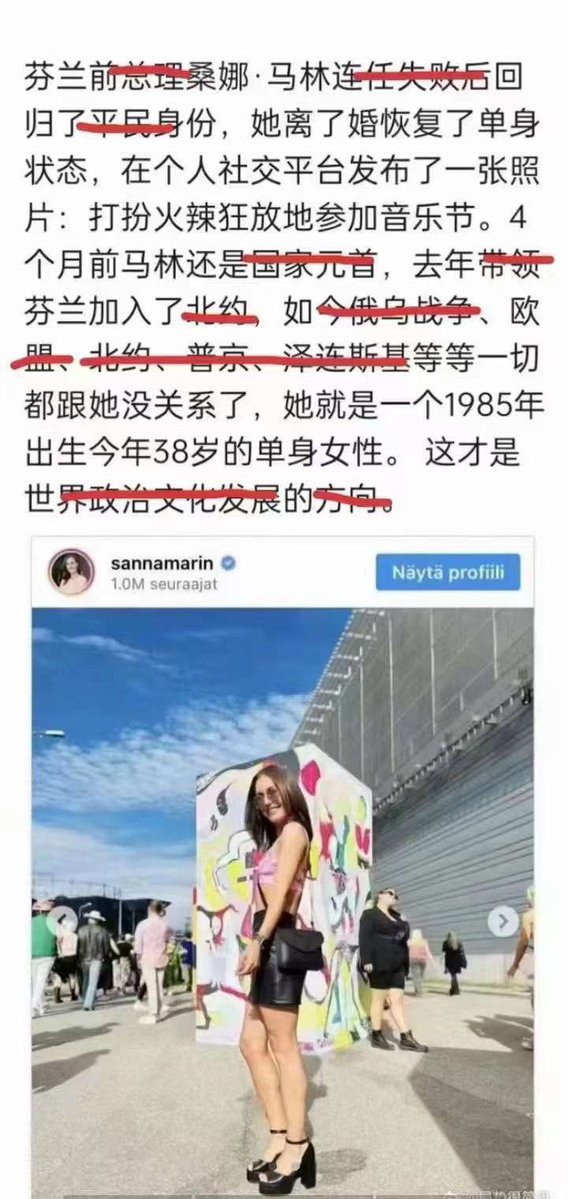 芬兰前总理桑娜·马林连任失败后回
归了平民身份，她离了婚恢复了单身
状态，在个人社交平台发布了一张照
片：打扮火辣狂放地参加音乐节。4
个月前马林还是国家元首，去年带领
芬兰加入了北约，如今俄乌战争、欧
盟、北约、普京、泽连斯基等等一切
都跟她没关系了，她就是一个1985年
出生今年38岁的单身女性。 这才是
世界政治文化发展的方向。
sannamarin
1.0M seuraajat
Näytä profiili